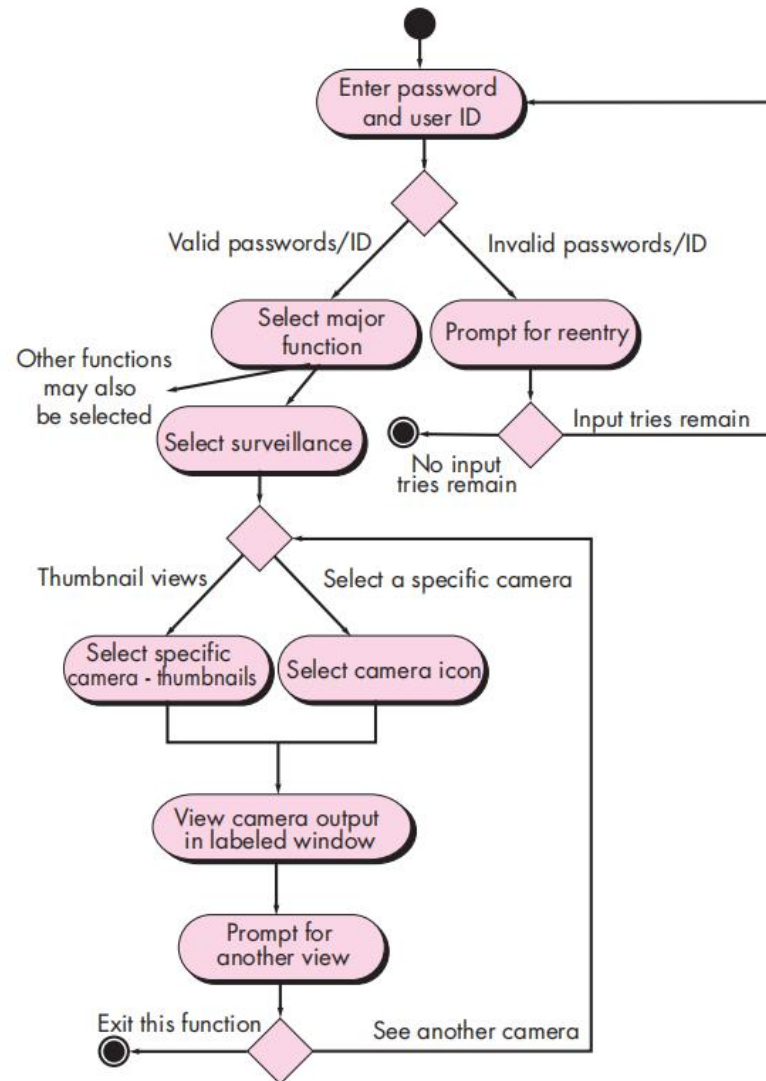 Enter password
and user ID
Valid passwords/ID
Invalid passwords/ID
Select major
function
Prompt for reentry
Other functions
may also
be selected
Select surveillance
Input tries remain
No input
tries remain
Thumbnail views
Select a specific camera
Select specific
camera - thumbnails
Select camera icon
View camera output
in labeled window
Prompt for
another view
Exit this function
See another camera